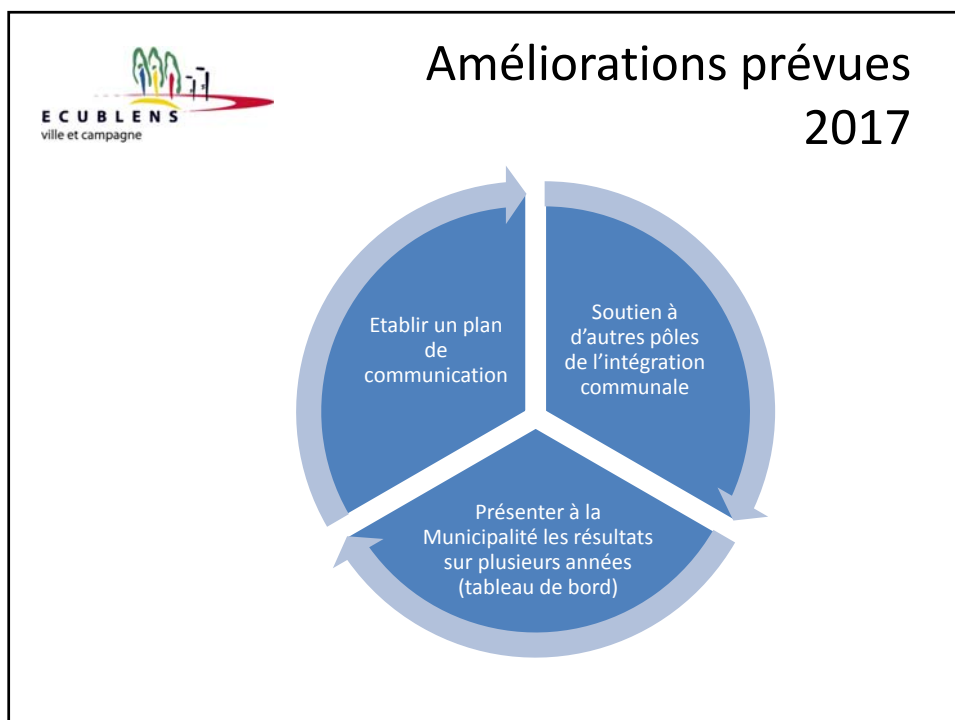 ECUBLENS
ville et campagne
Améliorations prévues
2017
Etablir un plan
de
communication
Soutien à
d'autres pôles
de l'intégration
communale
Présenter à la
Municipalité les résultats
sur plusieurs années
(tableau de bord)